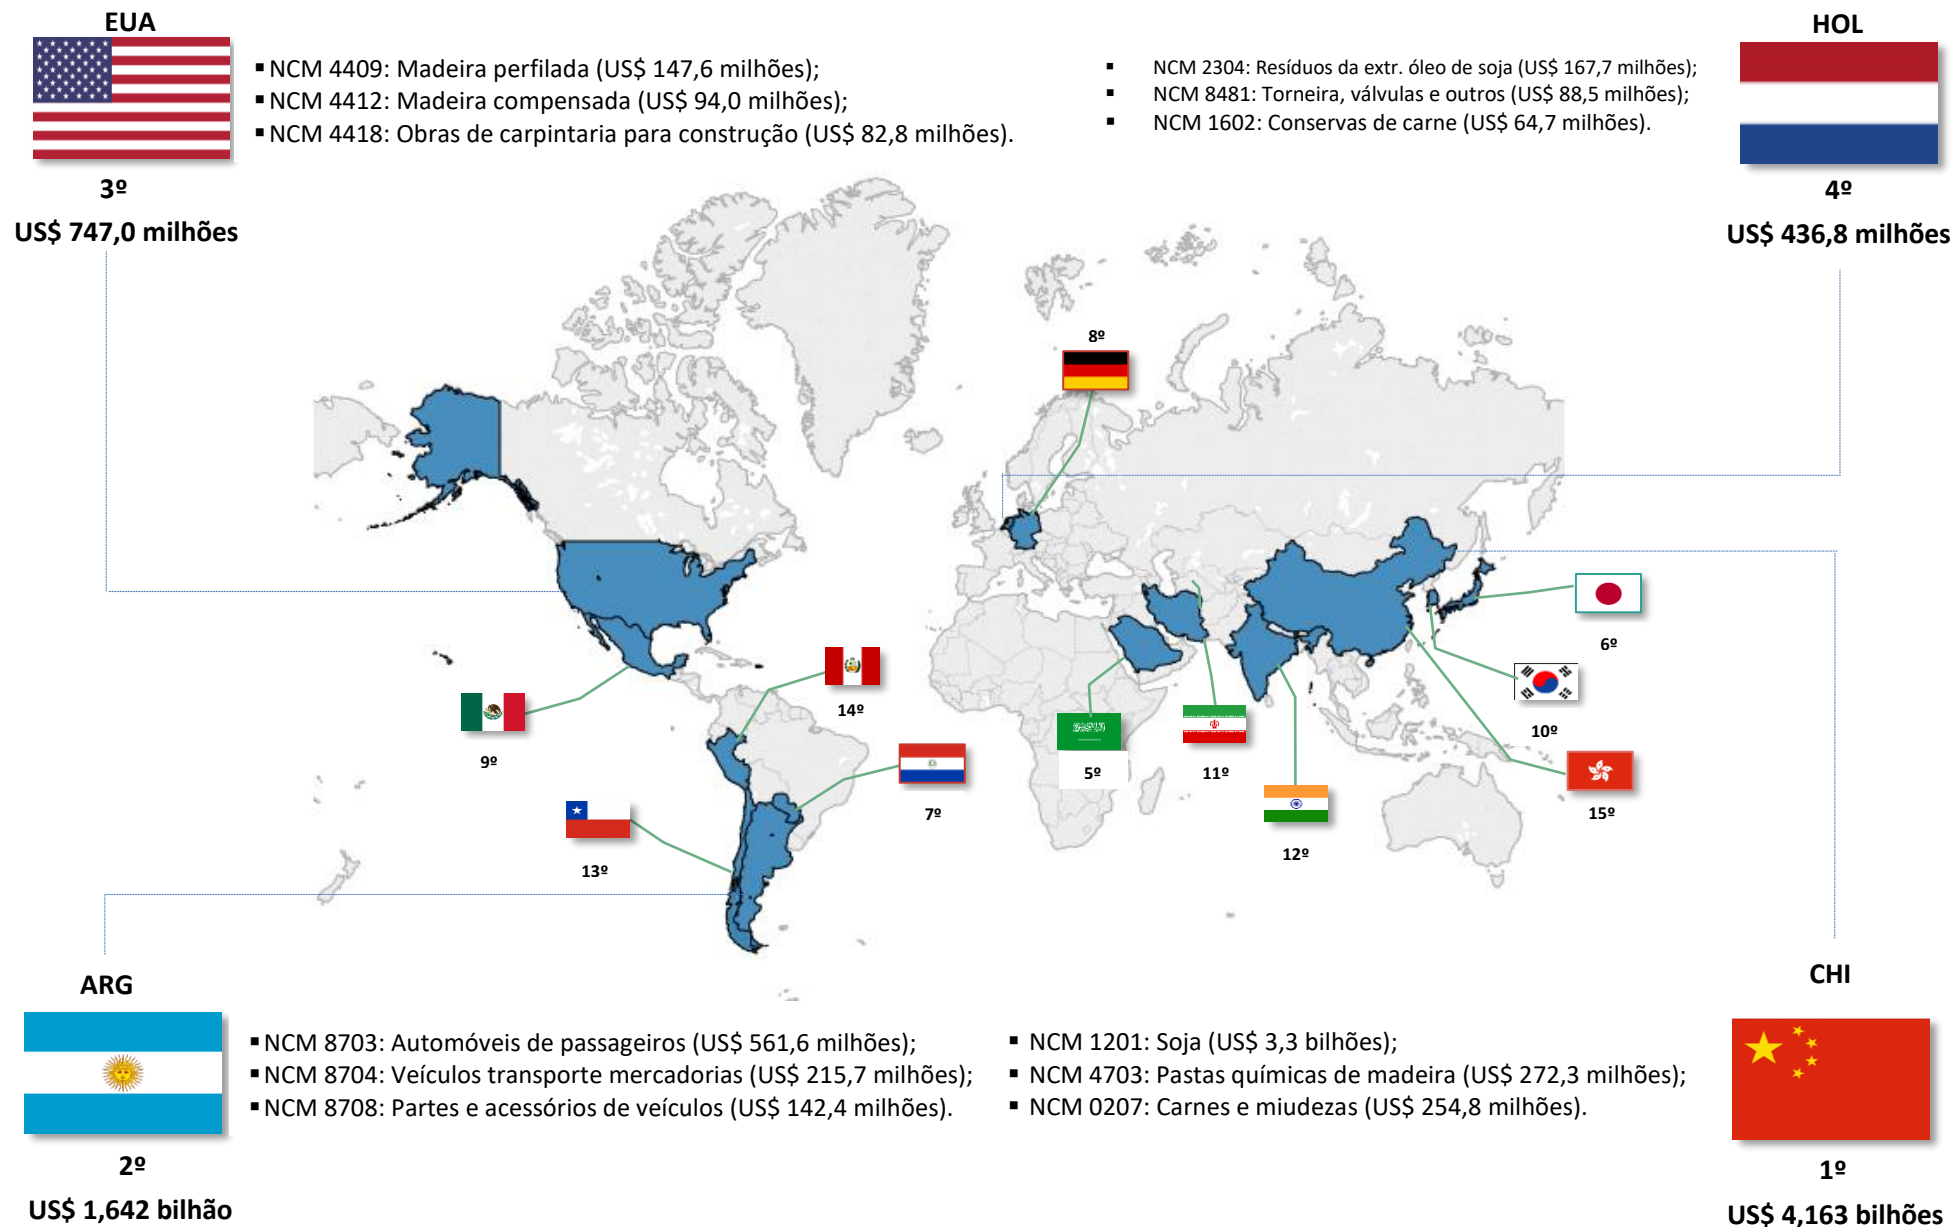 EUA
▪ NCM 4409: Madeira perfilada (US$ 147,6 milhões);
▪ NCM 4412: Madeira compensada (US$ 94,0 milhões);
▪ NCM 4418: Obras de carpintaria para construção (US$ 82,8 milhões).
3º
US$ 747,0 milhões
HOL
▪ NCM 2304: Resíduos da extr. óleo de soja (US$ 167,7 milhões);
▪ NCM 8481: Torneira, válvulas e outros (US$ 88,5 milhões);
▪ NCM 1602: Conservas de carne (US$ 64,7 milhões).
4º
US$ 436,8 milhões
8º
6º
14º
10º
9º
5º
11º
7º
15º
12º
13º
ARG
▪ NCM 8703: Automóveis de passageiros (US$ 561,6 milhões);
▪ NCM 8704: Veículos transporte mercadorias (US$ 215,7 milhões);
▪ NCM 8708: Partes e acessórios de veículos (US$ 142,4 milhões).
2º
US$ 1,642 bilhão
CHI
▪ NCM 1201: Soja (US$ 3,3 bilhões);
▪ NCM 4703: Pastas químicas de madeira (US$ 272,3 milhões);
▪ NCM 0207: Carnes e miudezas (US$ 254,8 milhões).
1º
US$ 4,163 bilhões